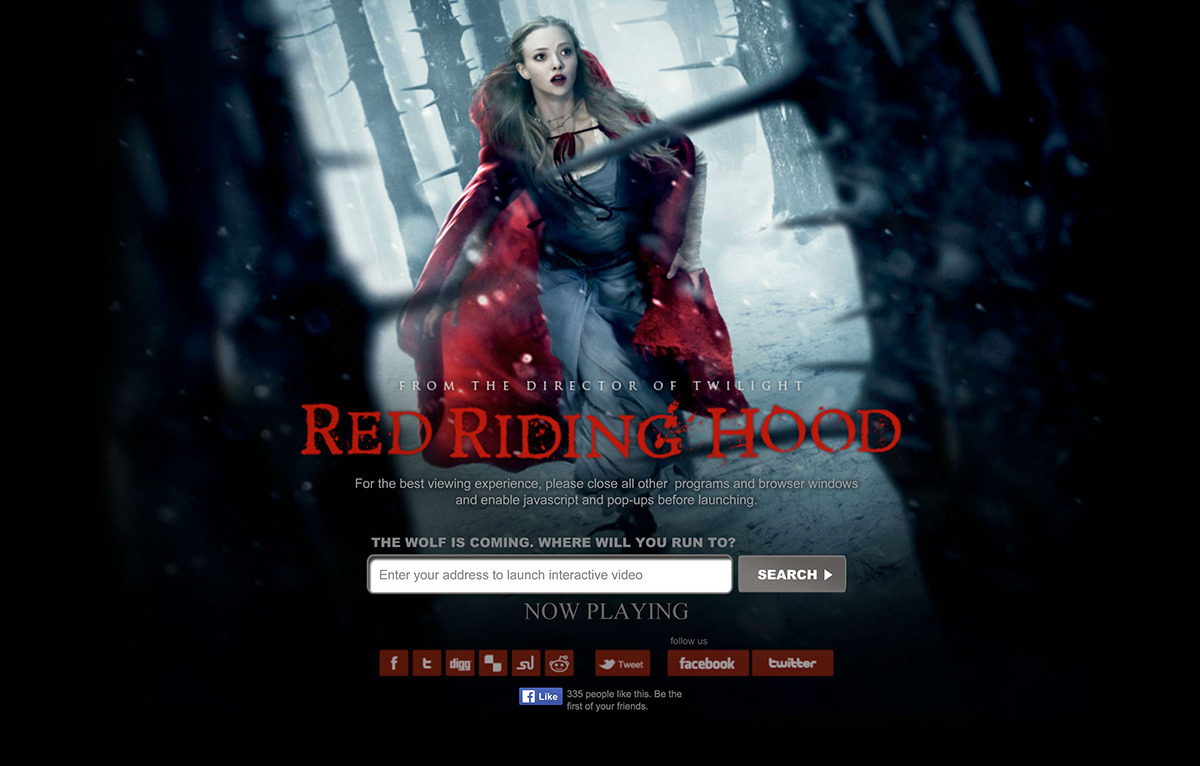 FROM THE DIRECTOR OF TWILIGHT
RED RIDING HOOD
For the best viewing experience, please close all other programs and browser windows
and enable javascript and pop-ups before launching.
THE WOLF IS COMING. WHERE WILL YOU RUN TO?
Enter your address to launch interactive video
SEARCH
NOW PLAYING
follow us
f t digg su Tweet facebook twitter
f Like 335 people like this. Be the
first of your friends.